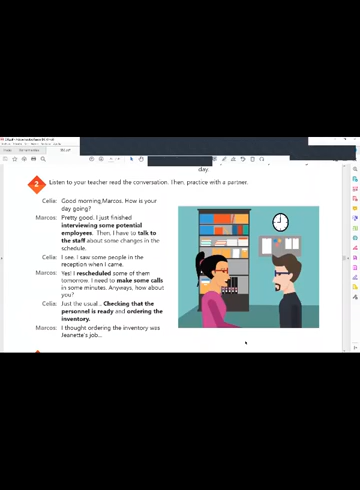 day.
2 Listen to your teacher read the conversation. Then, practice with a partner.
Celia: Good morning Marcos. How is your
day going?
Marcos: Pretty good. I just finished
interviewing some potential
employees. Then, I have to talk to
the staff about some changes in the
schedule.
Celia: I see. I saw some people in the
reception when I came.
Marcos: Yes! I rescheduled some of them
tomorrow. I need to make some calls
in some minutes. Anyways, how about
you?
Celia: Just the usual... Checking that the
personnel is ready and ordering the
inventory.
Marcos: I thought ordering the inventory was
Jeanette's job...